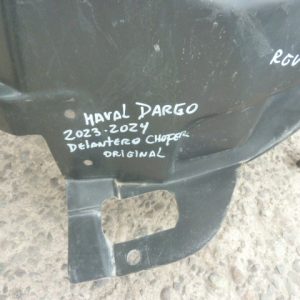 HAVAL DARGO
2023-2024
DELANTERO CHOFER
ORIGINAL